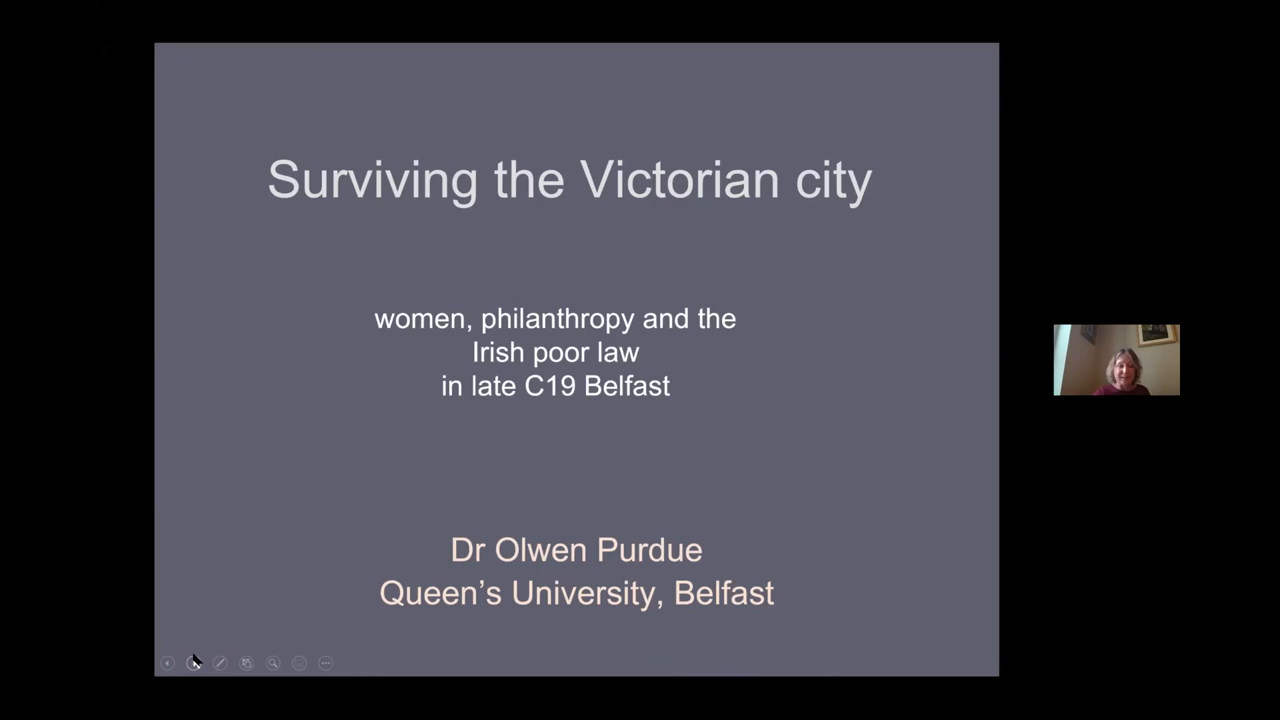 Surviving the Victorian city
women, philanthropy and the
Irish poor law
in late C19 Belfast
Dr Olwen Purdue
Queen's University, Belfast